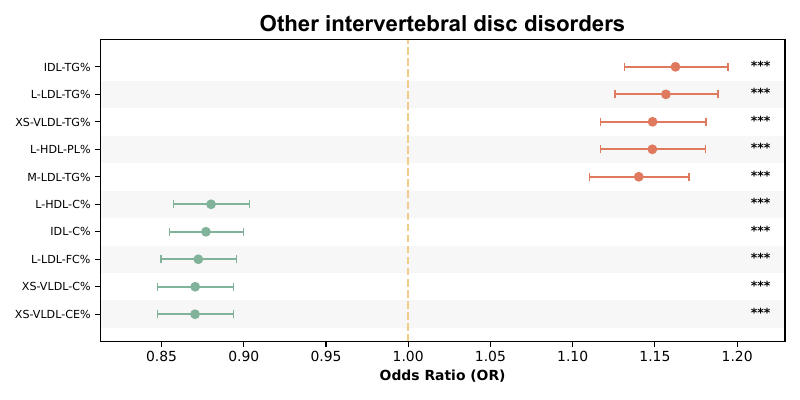 Other intervertebral disc disorders
IDL-TG% ***
L-LDL-TG% ***
XS-VLDL-TG% ***
L-HDL-PL% ***
M-LDL-TG% ***
L-HDL-C% ***
IDL-C% ***
L-LDL-FC% ***
XS-VLDL-C% ***
XS-VLDL-CE% ***
0.85 0.90 0.95 1.00 1.05 1.10 1.15 1.20
Odds Ratio (OR)